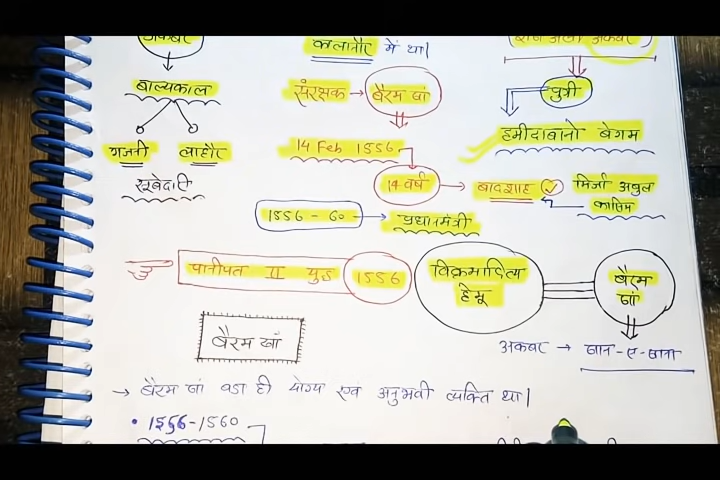 अकबर
कलानौर में था।
बाल्यकाल
संरक्षक → बैरम खां
पुत्री
हमीदाबानो बेगम
14 Feb 1556
गजनी लाहौर
सूबेदारी
14 वर्ष → बादशाह
मिर्जा अबुल
कासिम
1556 - 60 → प्रधानमंत्री
पानीपत II युद्ध 1556
विक्रमादित्य
हेमू
बैरम
खां
बैरम खां
अकबर → खान-ए-खाना
→ बैरम खां बडा ही योग्य एवं अनुभवी व्यक्ति था।
• 1556-1560